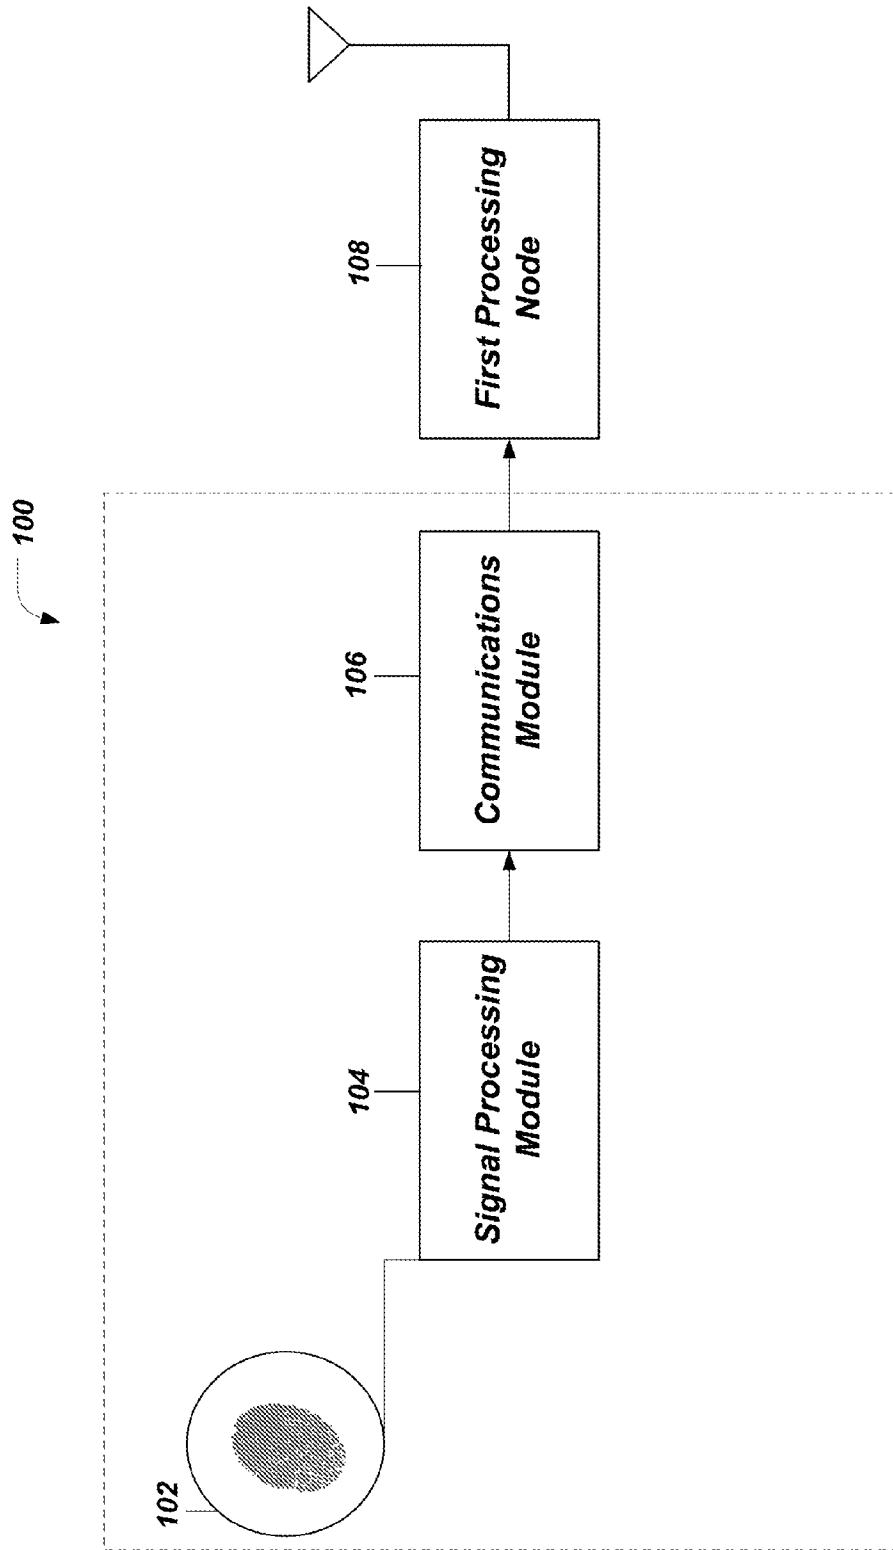 100
102
104
Signal Processing
Module
106
Communications
Module
108
First Processing
Node